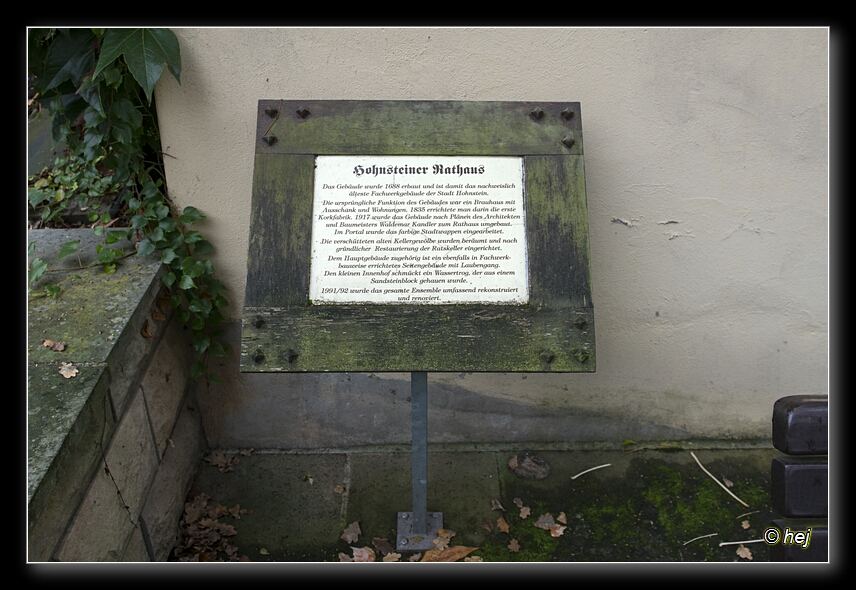 Hohnsteiner Rathaus
Das Gebäude wurde 1688 erbaut und ist damit das nachweislich
älteste Fachwerkgebäude der Stadt Hohnstein.
Die ursprüngliche Funktion des Gebäudes war ein Brauhaus mit
Ausschank und Wohnungen. 1835 errichtete man darin die erste
Korkfabrik. 1917 wurde das Gebäude nach Plänen des Architekten
und Baumeisters Waldemar Kandler zum Rathaus umgebaut.
Im Portal wurde das farbige Stadtwappen eingearbeitet.
Die verschütteten alten Kellergewölbe wurden beräumt und nach
gründlicher Restaurierung der Ratskeller eingerichtet.
Dem Hauptgebäude zugehörig ist ein ebenfalls in Fachwerk-
bauweise errichtetes Seitengebäude mit Laubengang.
Den kleinen Innenhof schmückt ein Wassertrog, der aus einem
Sandsteinblock gehauen wurde.
1991/92 wurde das gesamte Ensemble umfassend rekonstruiert
und renoviert.
© hej